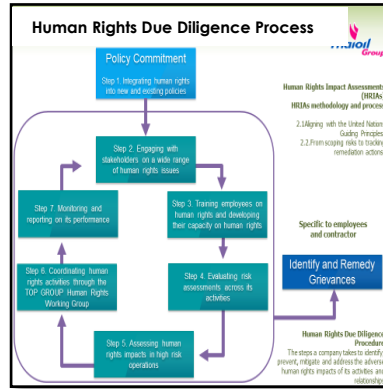 Human Rights Due Diligence Process
thaioil
Group
Policy Commitment
Step 1. Integrating human rights
into new and existing policies
Step 2. Engaging with
stakeholders on a wide range
of human rights
issues
Step 3. Training employees on
human rights and developing
their capacity on human rights
Step 4. Evaluating risk
assessments across its
activities
Step 5. Assessing human
rights impacts in high risk
operations
Step 6. Coordinating human
rights activities through the
TOP GROUP Human Rights
Working Group
Step 7. Monitoring and
reporting on its performance
Human Rights Impact Assessments
(HRIAs)
HRIAs methodology and process
2.1Aligning with the United Nations
Guiding Principles
2.2.From scoping risks to tracking
remediation actions
Specific to employees
and contractor
Identify and Remedy
Grievances
Human Rights Due Diligence
Procedure
The steps a company takes to identify,
prevent, mitigate and address the adverse
human rights impacts of its activities and
relationships